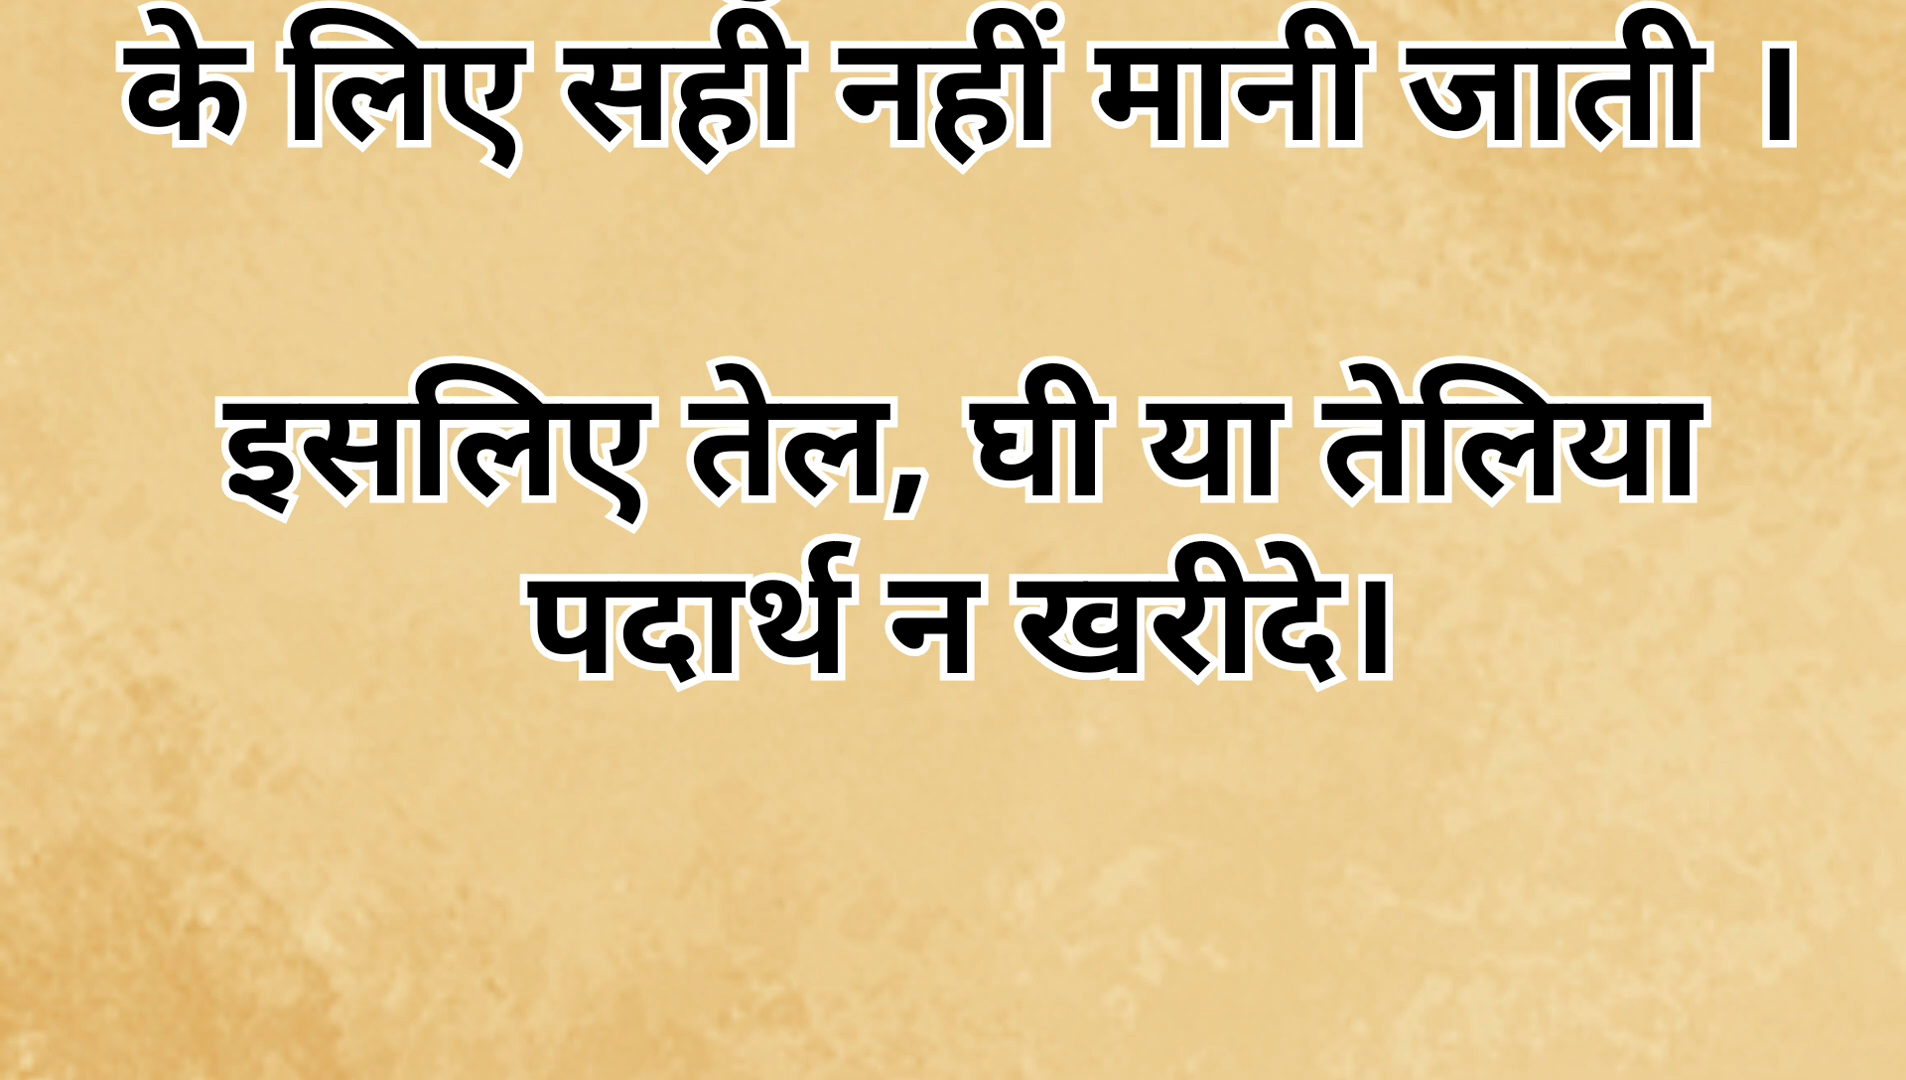 के लिए सही नहीं मानी जाती ।
इसलिए तेल, घी या तेलिया
पदार्थ न खरीदे।